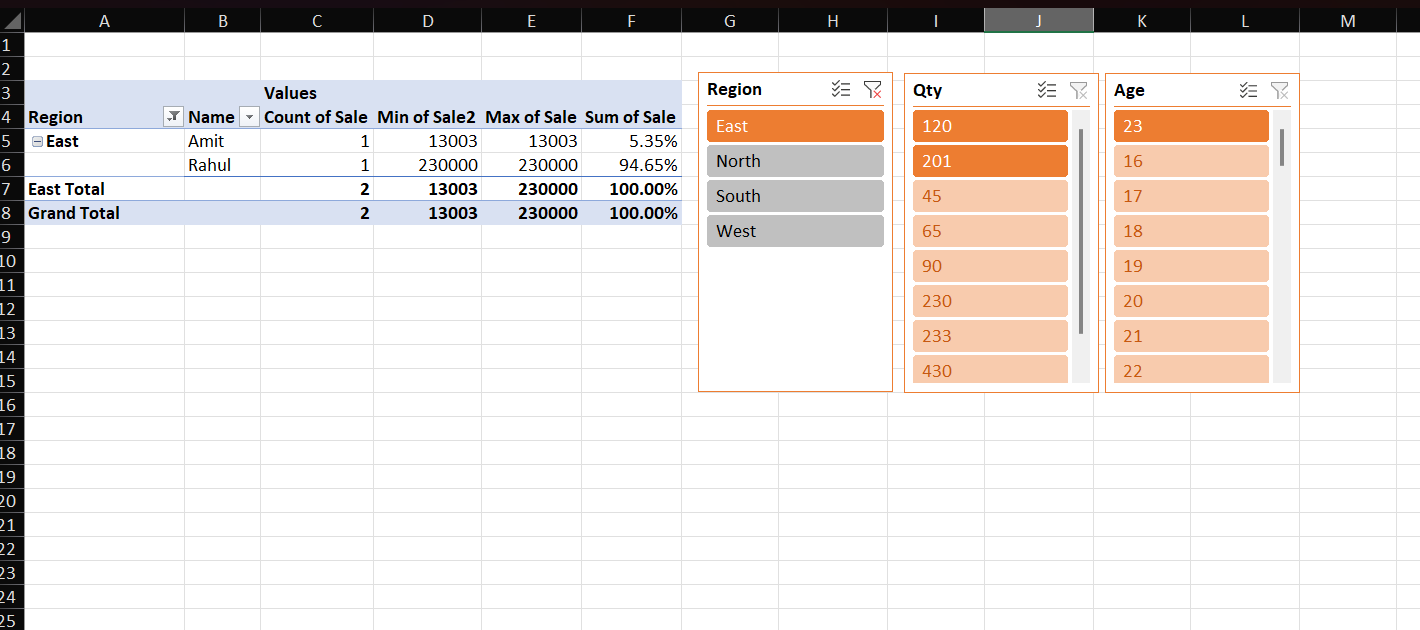 A B C D E F G H I J K L M
1
2
3 Values
4 Region Name Count of Sale Min of Sale2 Max of Sale Sum of Sale
5 East Amit 1 13003 13003 5.35%
6 Rahul 1 230000 230000 94.65%
7 East Total 2 13003 230000 100.00%
8 Grand Total 2 13003 230000 100.00%
9
10
11
12
13
14
15
16
17
18
19
20
21
22
23
24
25
Region
East
North
South
West
Qty
120
201
45
65
90
230
233
430
Age
23
16
17
18
19
20
21
22